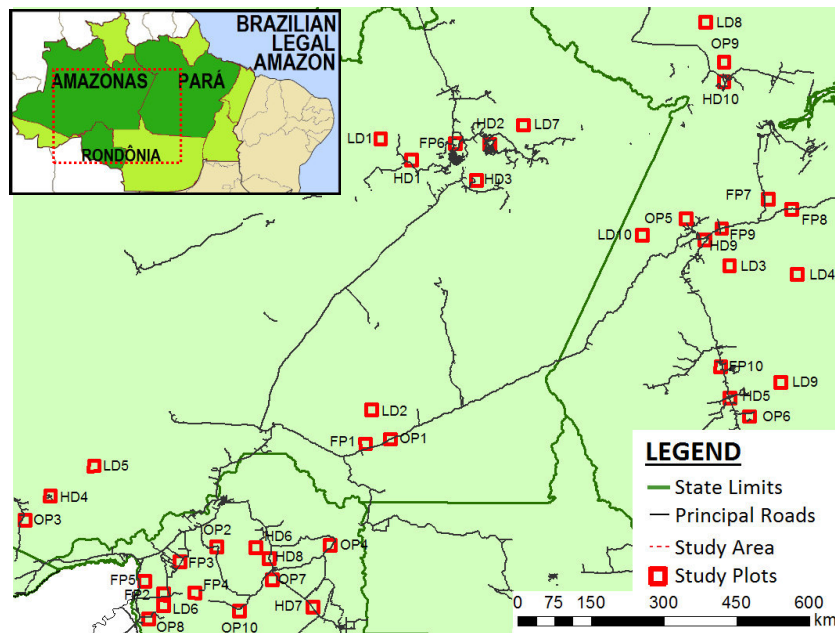 BRAZILIAN
LEGAL
AMAZON
AMAZONAS
PARÁ
RONDÔNIA
LD8
OP9
HD10
LD1
FP6
HD2
LD7
HD1
HD3
FP7
FP8
OP5
FP9
LD10
HD9
LD3
LD4
FP10
LD9
HD5
OP6
LD2
FP1
OP1
LD5
HD4
OP3
OP2
HD6
OP4
HD8
FP3
FP5
FP4
OP7
FP2
LD6
HD7
OP8
OP10
LEGEND
State Limits
Principal Roads
Study Area
Study Plots
0 75 150 300 450 600
km